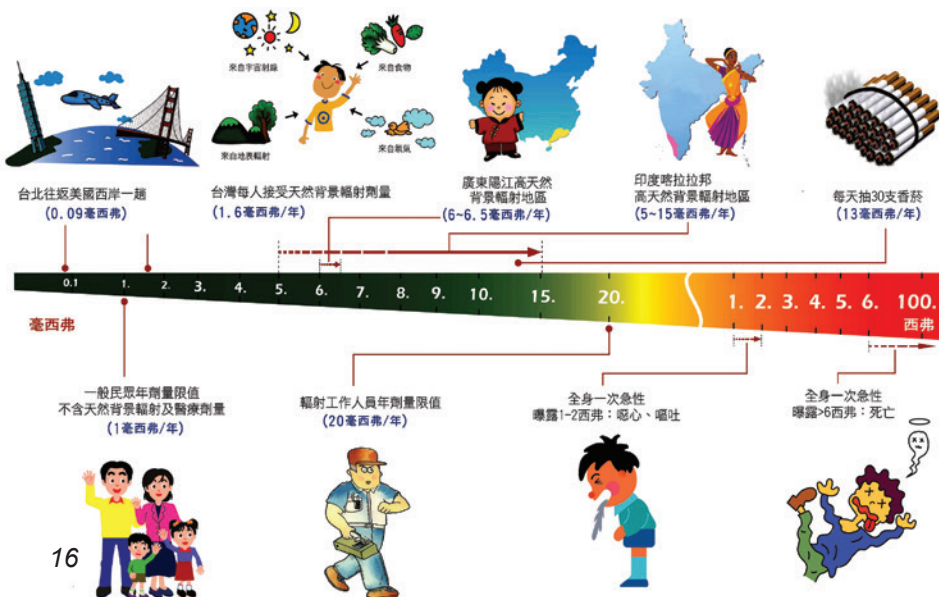 來自宇宙射線
來自食物
來自地表輻射
來自氡氣
台北往返美國西岸一趟
(0.09毫西弗)
台灣每人接受天然背景輻射劑量
(1.6毫西弗/年)
廣東陽江高天然
背景輻射地區
(6~6.5毫西弗/年)
印度喀拉拉邦
高天然背景輻射地區
(5~15毫西弗/年)
每天抽30支香菸
(13毫西弗/年)
0.1 1. 2. 3. 4. 5. 6. 7. 8. 9. 10. 15. 20. 1. 2. 3. 4. 5. 6. 100.
毫西弗
西弗
一般民眾年劑量限值
不含天然背景輻射及醫療劑量
(1毫西弗/年)
輻射工作人員年劑量限值
(20毫西弗/年)
全身一次急性
曝露1-2西弗：噁心、嘔吐
全身一次急性
曝露>6西弗：死亡
16